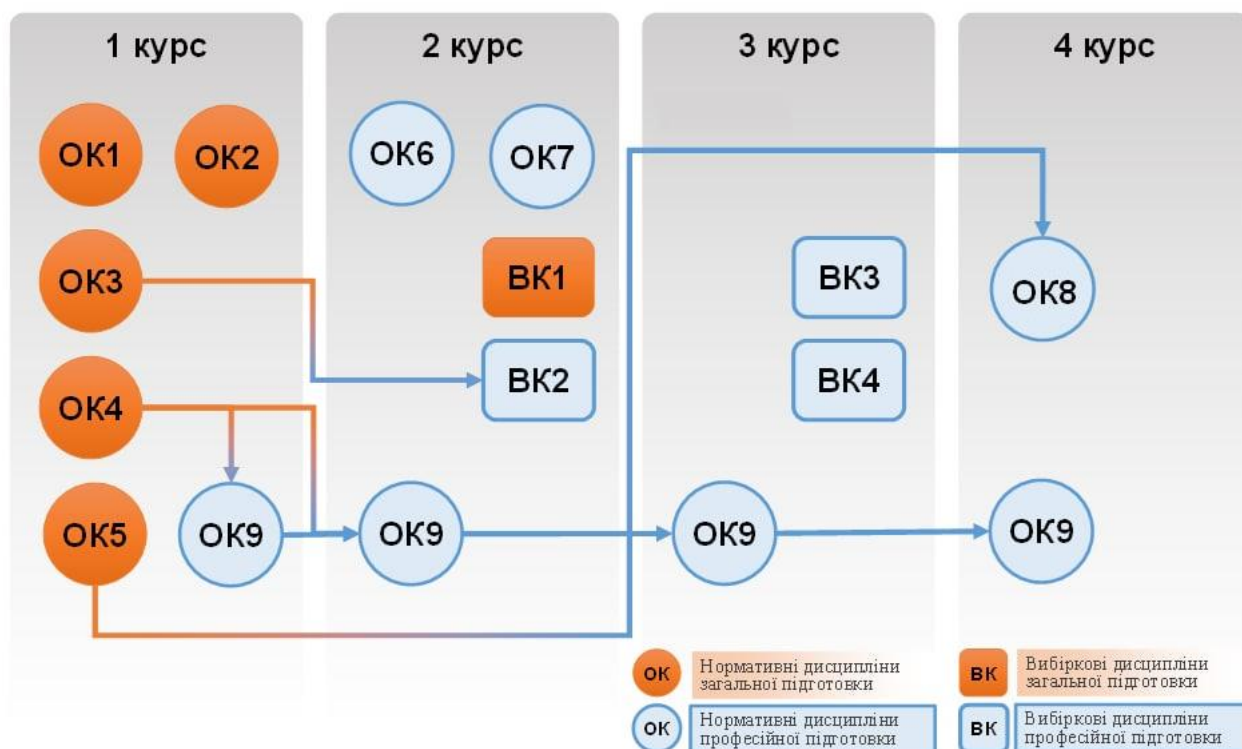 1 курс
2 курс
3 курс
4 курс
ОК1
ОК2
ОК6
ОК7
ОК3
ВК1
ВК3
ОК8
ОК4
ВК2
ВК4
ОК5
ОК9
ОК9
ОК9
ОК9
ОК
Нормативні дисципліни
загальної підготовки
ВК
Вибіркові дисципліни
загальної підготовки
ОК
Нормативні дисципліни
професійної підготовки
ВК
Вибіркові дисципліни
професійної підготовки